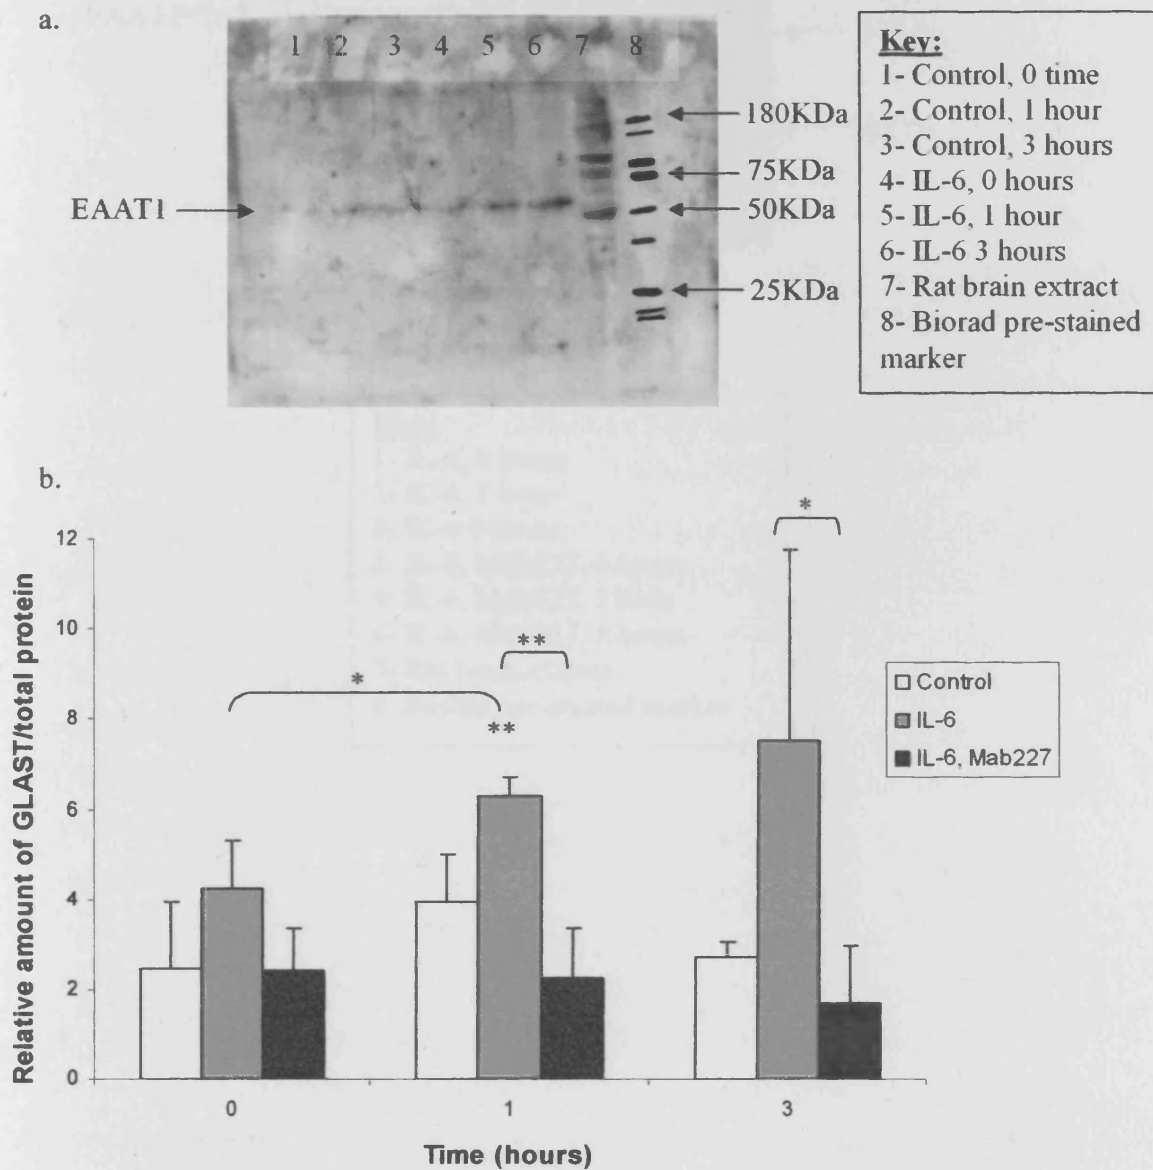 a.
1 2 3 4 5 6 7 8
EAAT1
180KDa
75KDa
50KDa
25KDa
Key:
1- Control, 0 time
2- Control, 1 hour
3- Control, 3 hours
4- IL-6, 0 hours
5- IL-6, 1 hour
6- IL-6 3 hours
7- Rat brain extract
8- Biorad pre-stained
marker
b.
Relative amount of GLAST/total protein
12
10
8
6
4
2
0
*
**
**
*
Control
IL-6
IL-6, Mab227
0 1 3
Time (hours)